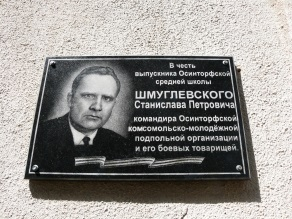 В честь
выпускника Осинторфской
средней школы
ШМУГЛЕВСКОГО
Станислава Петровича
командира Осинторфской
комсомольско-молодёжной
подпольной организации
и его боевых товарищей.